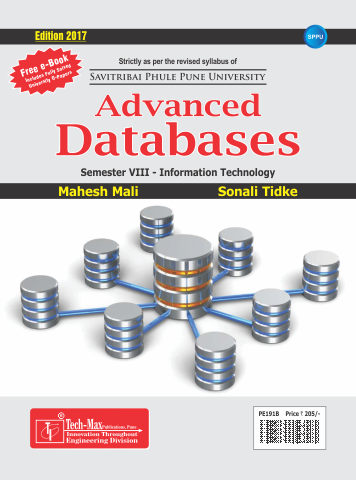 Edition 2017
SPPU
Free e-Book
Includes Fully Solving
University Q-Papers
Strictly as per the revised syllabus of
SAVITRIBAI PHULE PUNE UNIVERSITY
Advanced
Databases
Semester VIII - Information Technology
Mahesh Mali Sonali Tidke
Tech-Max Publications, Pune
Innovation Throughout
Engineering Division
PE191B Price ₹ 205/-